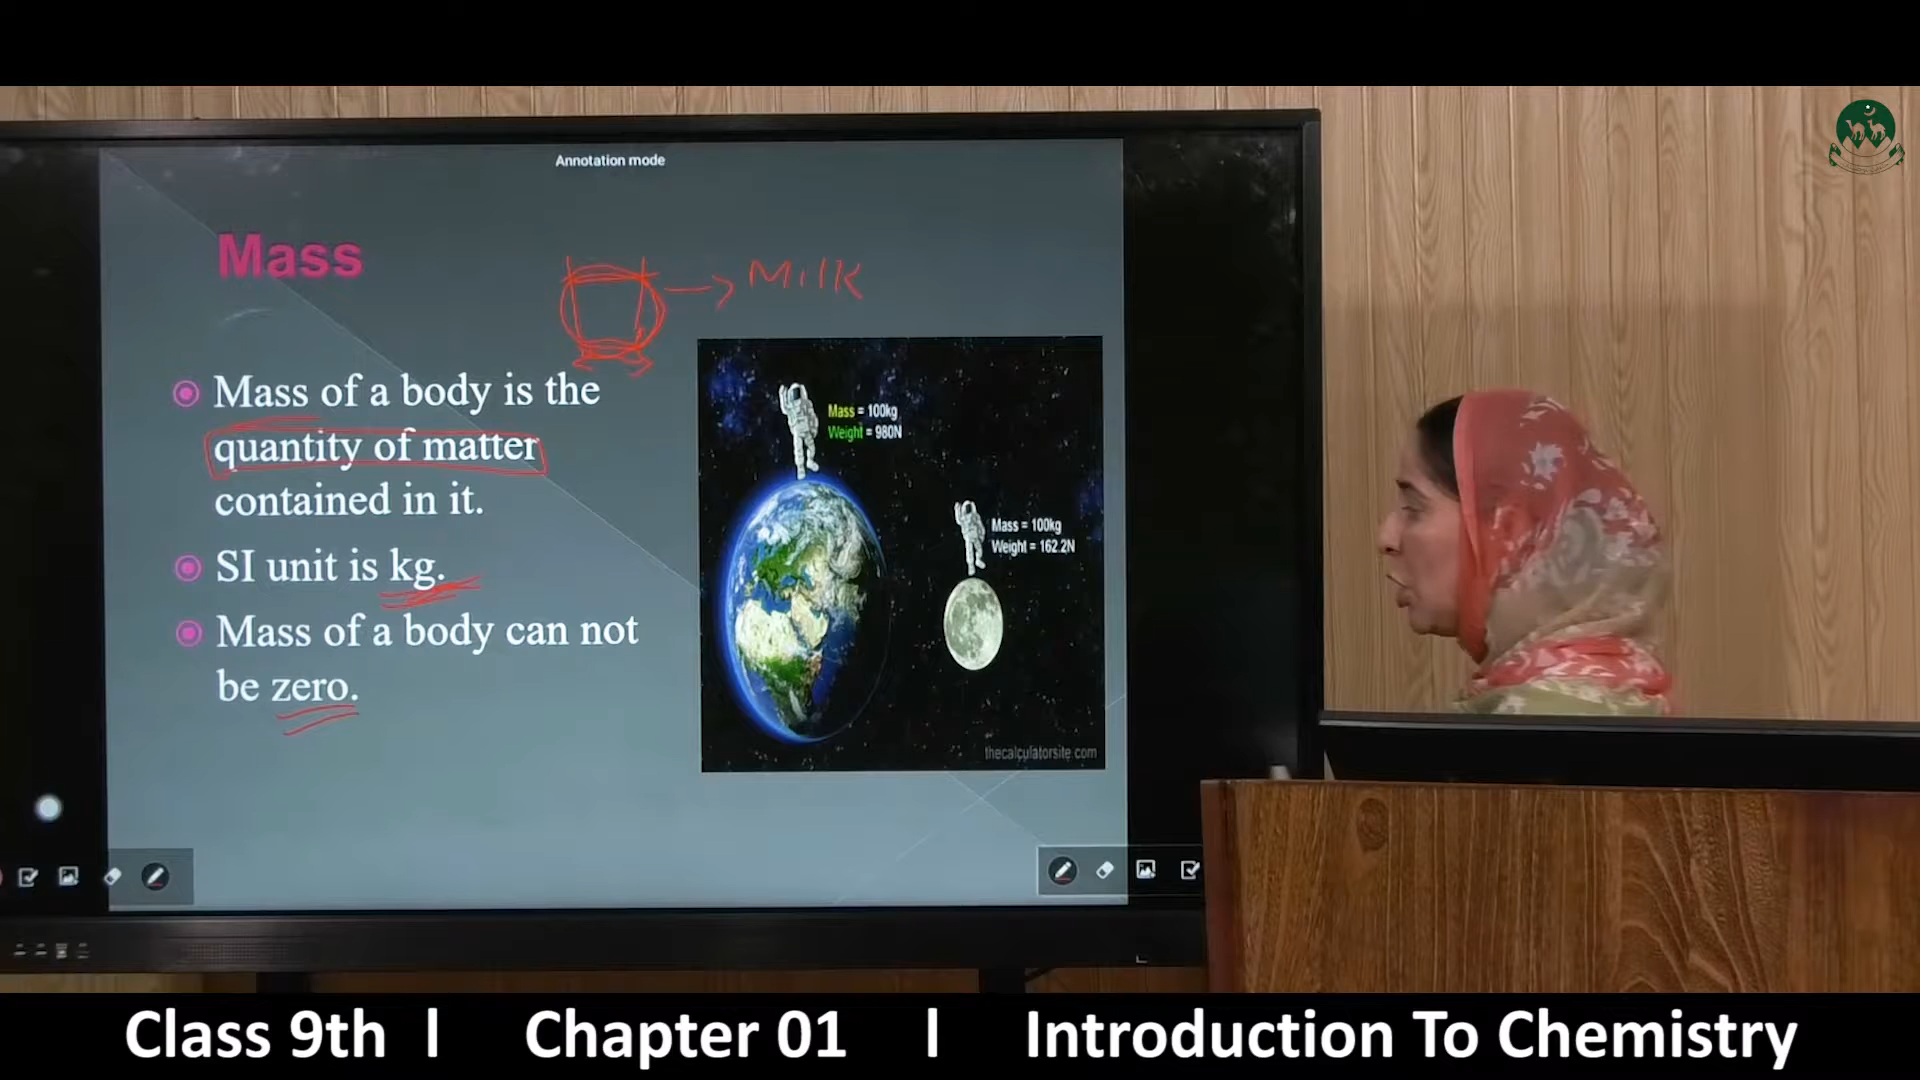 Annotation mode
Mass
Milk
Mass of a body is the
quantity of matter
contained in it.
SI unit is kg.
Mass of a body can not
be zero.
Mass = 100kg
Weight = 980N
Mass = 100kg
Weight = 162.2N
thecalculatorsite.com
Class 9th l Chapter 01 l Introduction To Chemistry